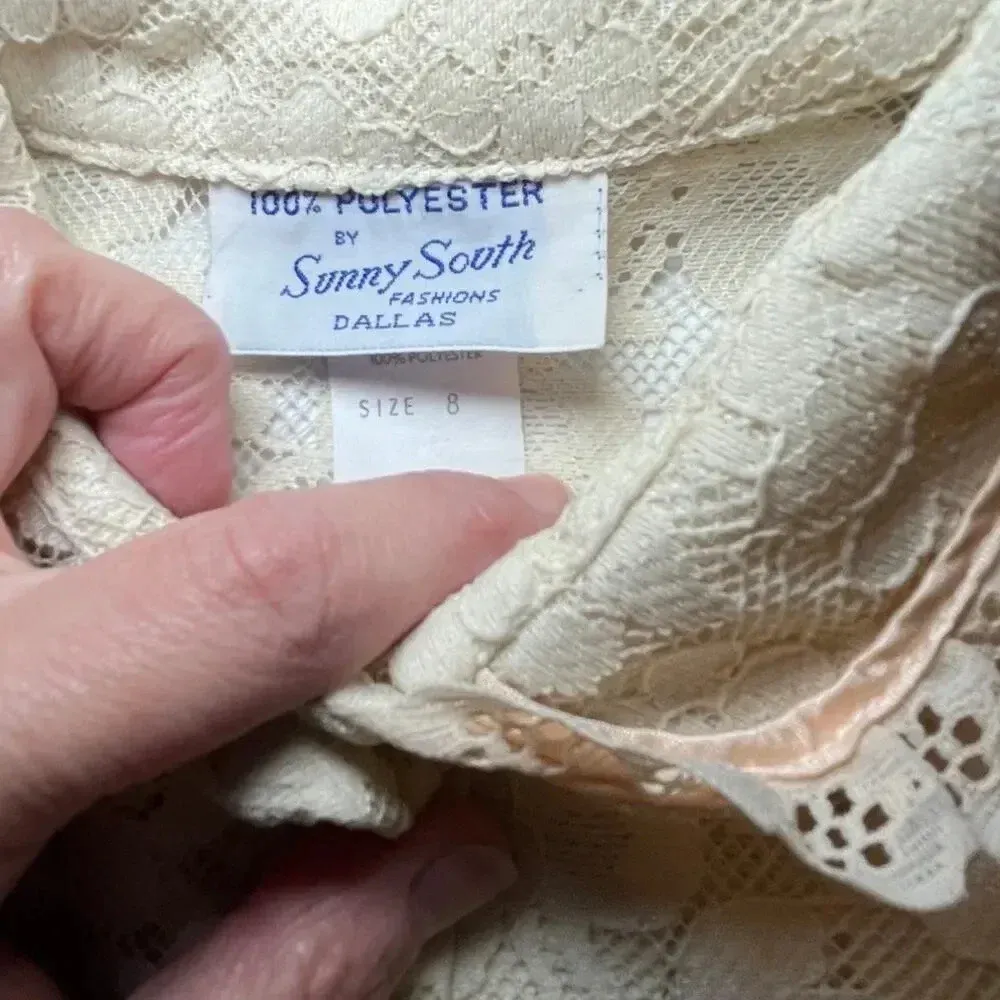 100% POLYESTER
BY
Sunny South
FASHIONS
DALLAS
100% POLYESTER
SIZE 8